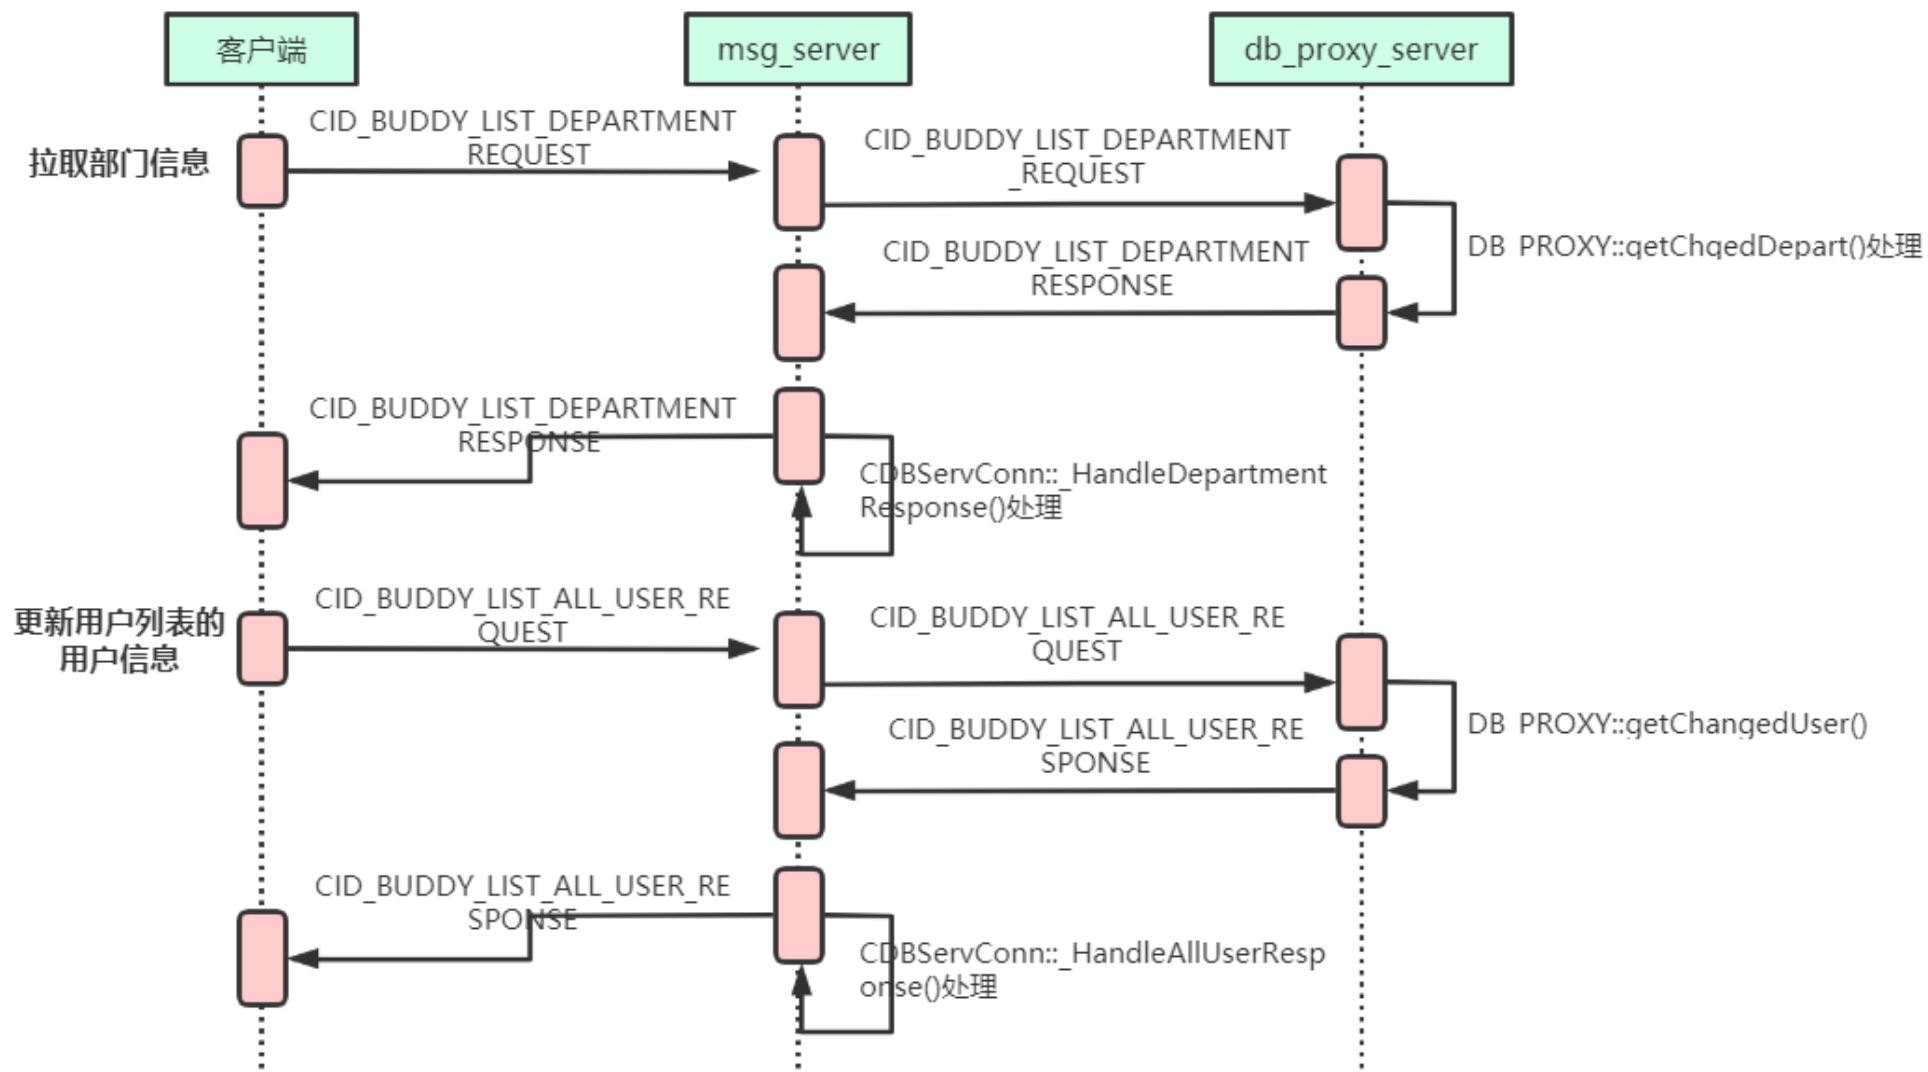 客户端
msg_server
db_proxy_server
拉取部门信息
CID_BUDDY_LIST_DEPARTMENT
REQUEST
CID_BUDDY_LIST_DEPARTMENT
_REQUEST
DB_PROXY::getChgedDepart()处理
CID_BUDDY_LIST_DEPARTMENT
RESPONSE
CID_BUDDY_LIST_DEPARTMENT
RESPONSE
CDBServConn::_HandleDepartment
Response()处理
更新用户列表的
用户信息
CID_BUDDY_LIST_ALL_USER_RE
QUEST
CID_BUDDY_LIST_ALL_USER_RE
QUEST
DB_PROXY::getChangedUser()
CID_BUDDY_LIST_ALL_USER_RE
SPONSE
CID_BUDDY_LIST_ALL_USER_RE
SPONSE
CDBServConn::_HandleAllUserResp
onse()处理